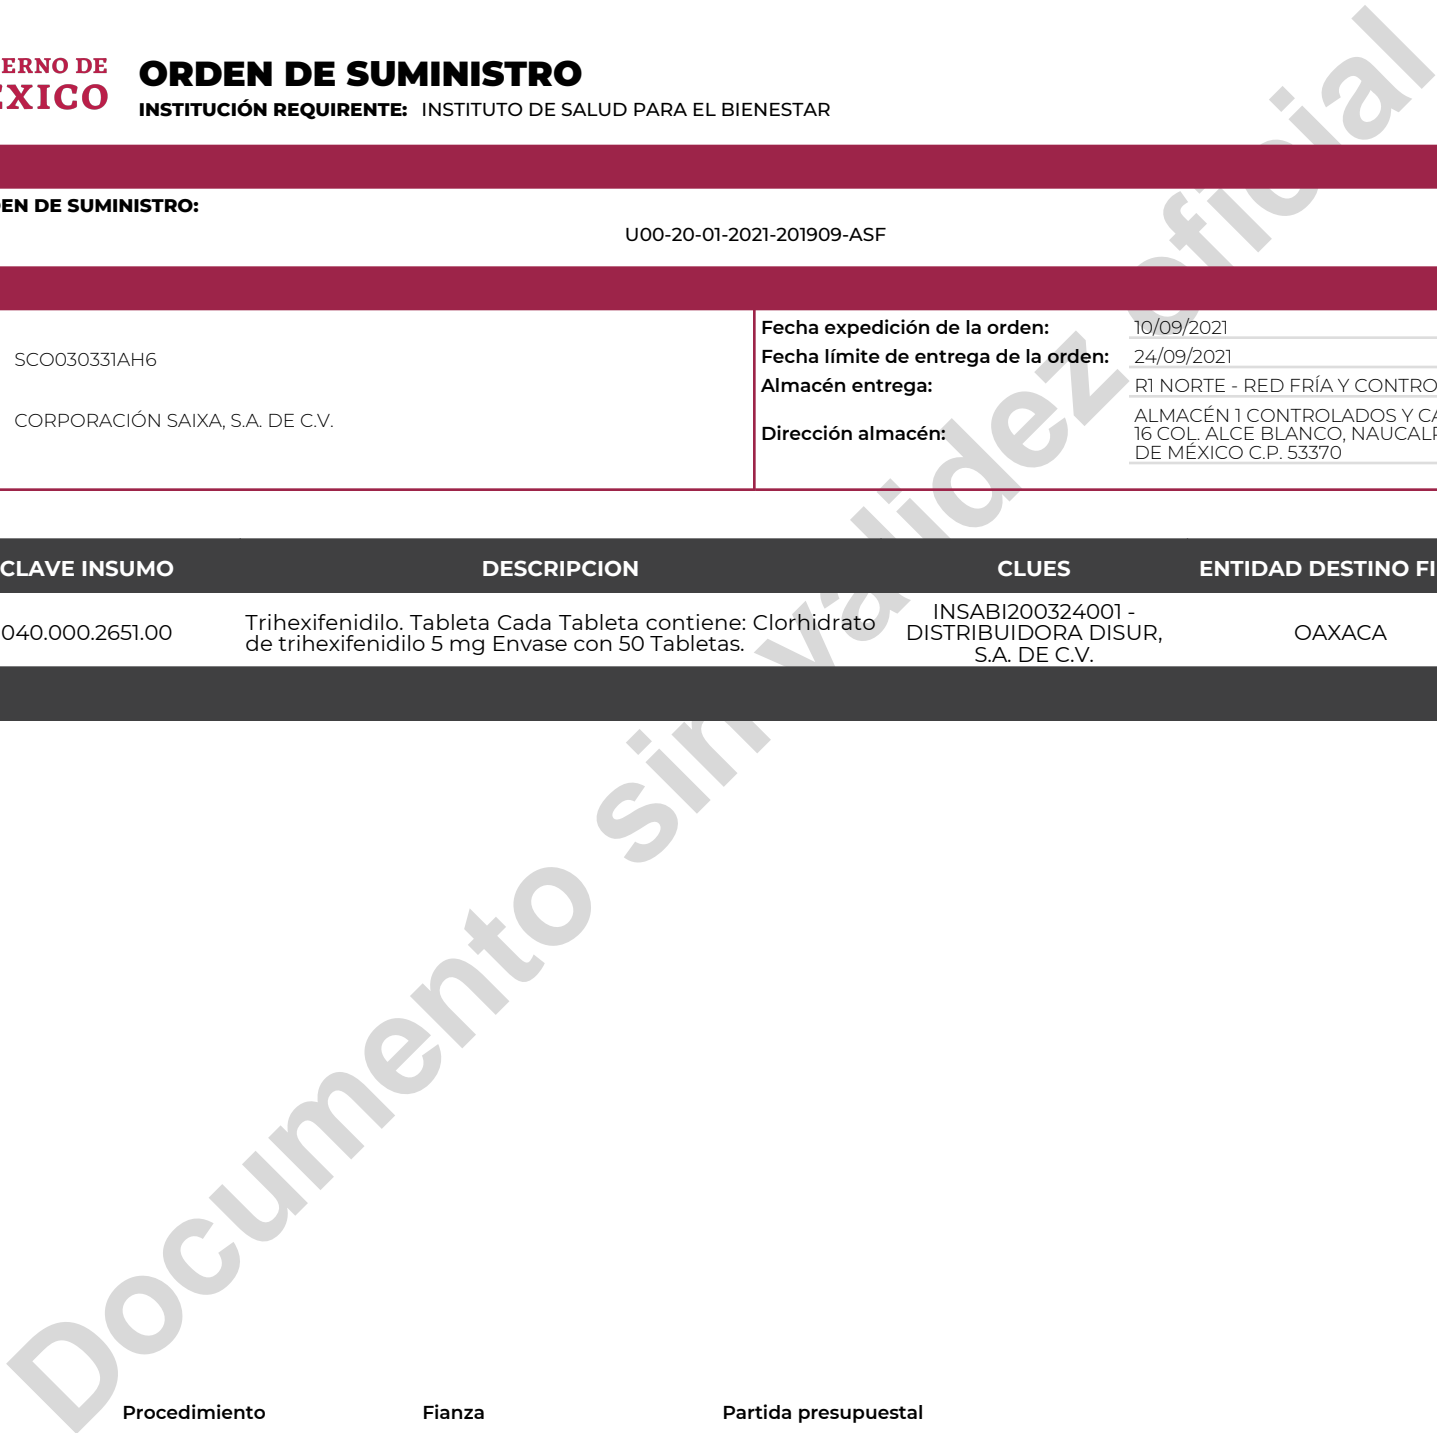 ERNO DE
ÉXICO
ORDEN DE SUMINISTRO
INSTITUCIÓN REQUIRENTE: INSTITUTO DE SALUD PARA EL BIENESTAR
EN DE SUMINISTRO:
U00-20-01-2021-201909-ASF
SCO030331AH6
CORPORACIÓN SAIXA, S.A. DE C.V.
Fecha expedición de la orden: 10/09/2021
Fecha límite de entrega de la orden: 24/09/2021
Almacén entrega: R1 NORTE - RED FRÍA Y CONTRO
Dirección almacén: ALMACÉN 1 CONTROLADOS Y CA
16 COL. ALCE BLANCO, NAUCALP
DE MÉXICO C.P. 53370
CLAVE INSUMO DESCRIPCION CLUES ENTIDAD DESTINO FI
040.000.2651.00
Trihexifenidilo. Tableta Cada Tableta contiene: Clorhidrato
de trihexifenidilo 5 mg Envase con 50 Tabletas.
INSABI200324001 -
DISTRIBUIDORA DISUR,
S.A. DE C.V.
OAXACA
Documento sin validez oficial
Procedimiento Fianza Partida presupuestal